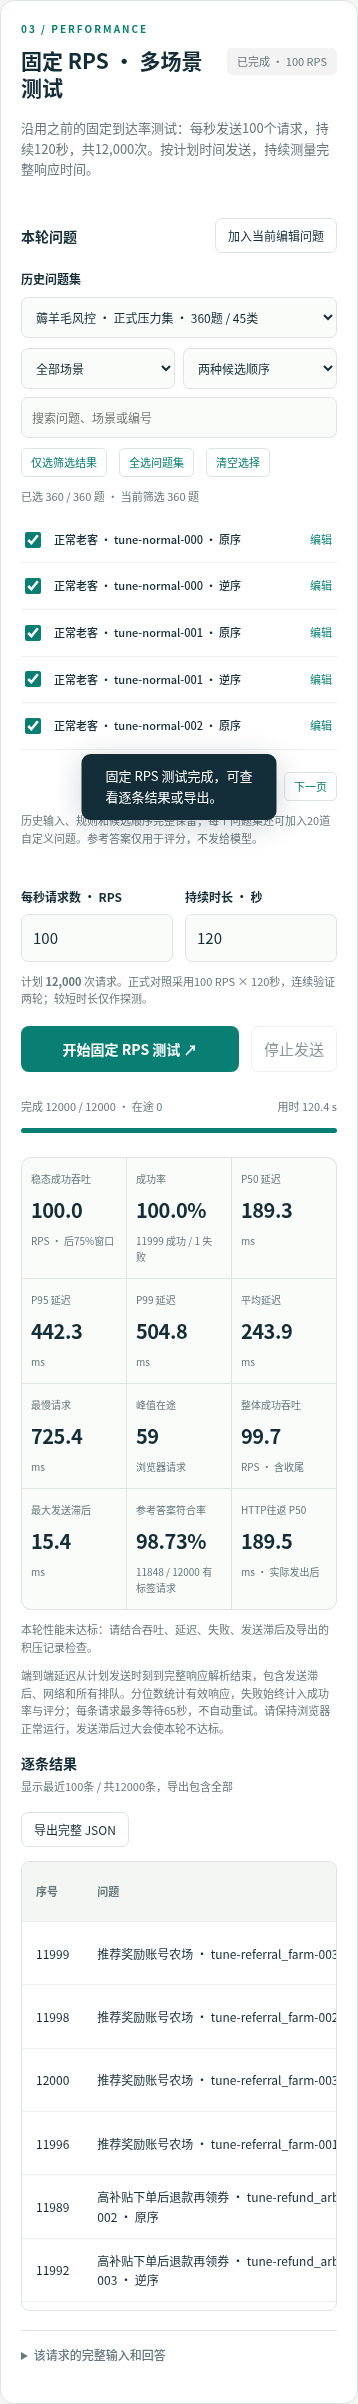 03 / PERFORMANCE
固定 RPS · 多场景
测试
已完成 · 100 RPS
沿用之前的固定到达率测试：每秒发送100个请求，持
续120秒，共12,000次。按计划时间发送，持续测量完
整响应时间。
本轮问题
加入当前编辑问题
历史问题集
薅羊毛风控 · 正式压力集 · 360题 / 45类
全部场景
两种候选顺序
搜索问题、场景或编号
仅选筛选结果
全选问题集
清空选择
已选 360 / 360 题 · 当前筛选 360 题
正常老客 · tune-normal-000 · 原序
编辑
正常老客 · tune-normal-000 · 逆序
编辑
正常老客 · tune-normal-001 · 原序
编辑
正常老客 · tune-normal-001 · 逆序
编辑
正常老客 · tune-normal-002 · 原序
编辑
固定 RPS 测试完成，可查
看逐条结果或导出。
下一页
历史输入、规则和候选顺序完整保留；每个问题集还可加入20道
自定义问题。参考答案仅用于评分，不发给模型。
每秒请求数 · RPS
持续时长 · 秒
100
120
计划 12,000 次请求。正式对照采用100 RPS × 120秒，连续验证
两轮；较短时长仅作探测。
开始固定 RPS 测试 ↗
停止发送
完成 12000 / 12000 · 在途 0
用时 120.4 s
稳态成功吞吐
100.0
RPS · 后75%窗口
成功率
100.0%
11999 成功 / 1 失
败
P50 延迟
189.3
ms
P95 延迟
442.3
ms
P99 延迟
504.8
ms
平均延迟
243.9
ms
最慢请求
725.4
ms
峰值在途
59
浏览器请求
整体成功吞吐
99.7
RPS · 含收尾
最大发送滞后
15.4
ms
参考答案符合率
98.73%
11848 / 12000 有
标签请求
HTTP往返 P50
189.5
ms · 实际发出后
本轮性能未达标：请结合吞吐、延迟、失败、发送滞后及导出的
积压记录检查。
端到端延迟从计划发送时刻到完整响应解析结束，包含发送滞
后、网络和所有排队。分位数统计有效响应，失败始终计入成功
率与评分；每条请求最多等待65秒，不自动重试。请保持浏览器
正常运行，发送滞后过大会使本轮不达标。
逐条结果
显示最近100条 / 共12000条，导出包含全部
导出完整 JSON
序号
问题
11999
推荐奖励账号农场 · tune-referral_farm-003
11998
推荐奖励账号农场 · tune-referral_farm-002
12000
推荐奖励账号农场 · tune-referral_farm-003
11996
推荐奖励账号农场 · tune-referral_farm-001
11989
高补贴下单后退款再领券 · tune-refund_arb
002 · 原序
11992
高补贴下单后退款再领券 · tune-refund_arb
003 · 逆序
▶ 该请求的完整输入和回答